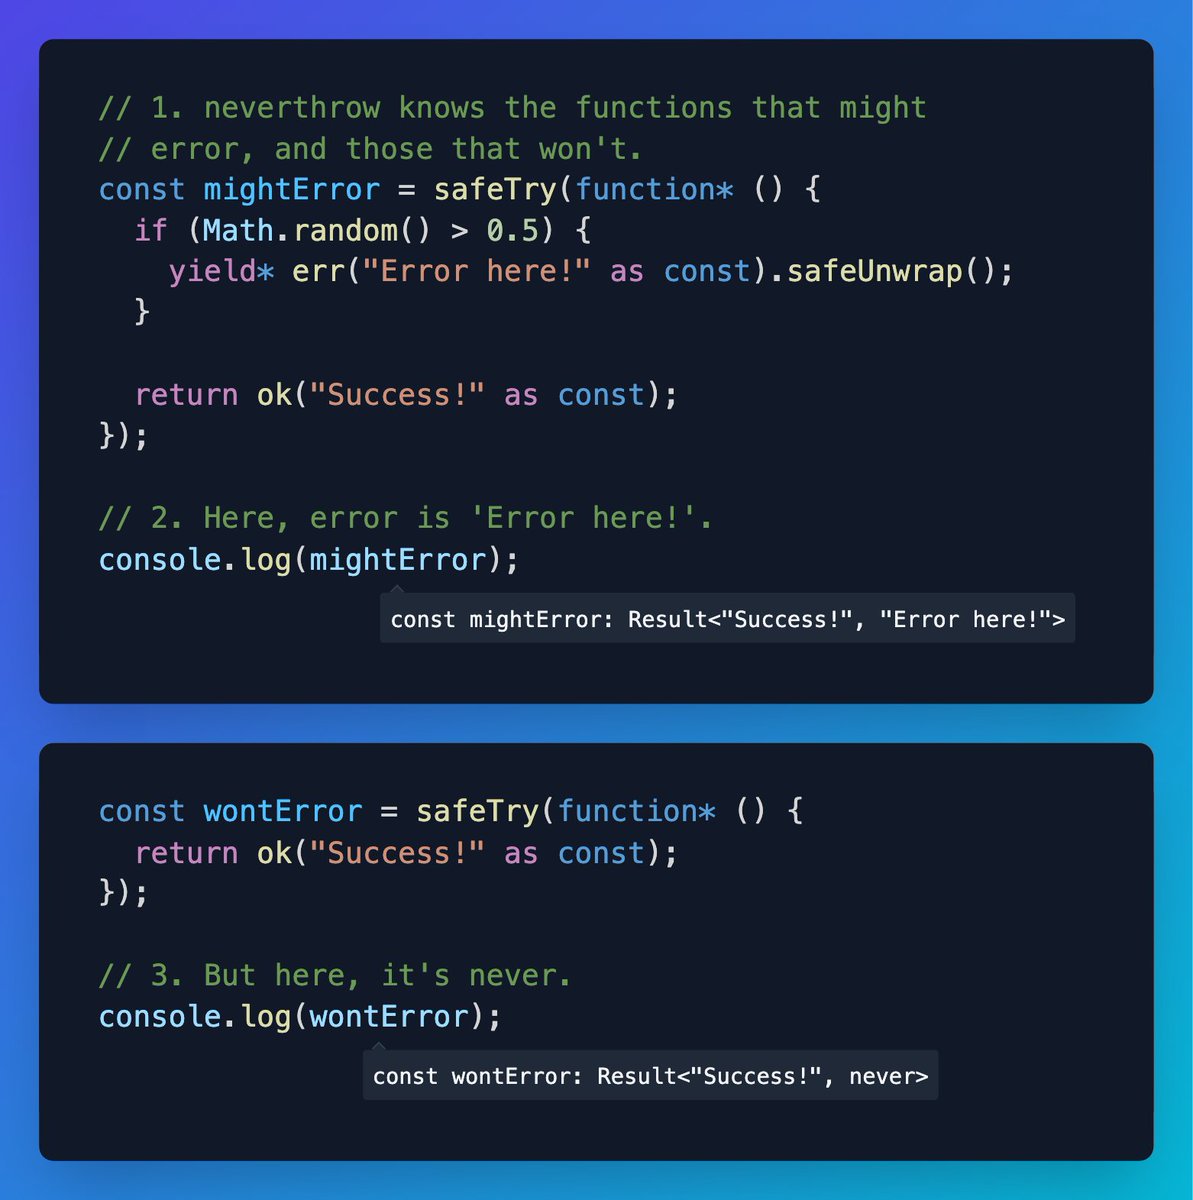 // 1. neverthrow knows the functions that might
// error, and those that won't.
const mightError = safeTry(function* () {
  if (Math.random() > 0.5) {
    yield* err("Error here!" as const).safeUnwrap();
  }
  return ok("Success!" as const);
});
// 2. Here, error is 'Error here!'.
console.log(mightError);
const mightError: Result<"Success!", "Error here!">
const wontError = safeTry(function* () {
  return ok("Success!" as const);
});
// 3. But here, it's never.
console.log(wontError);
const wontError: Result<"Success!", never>